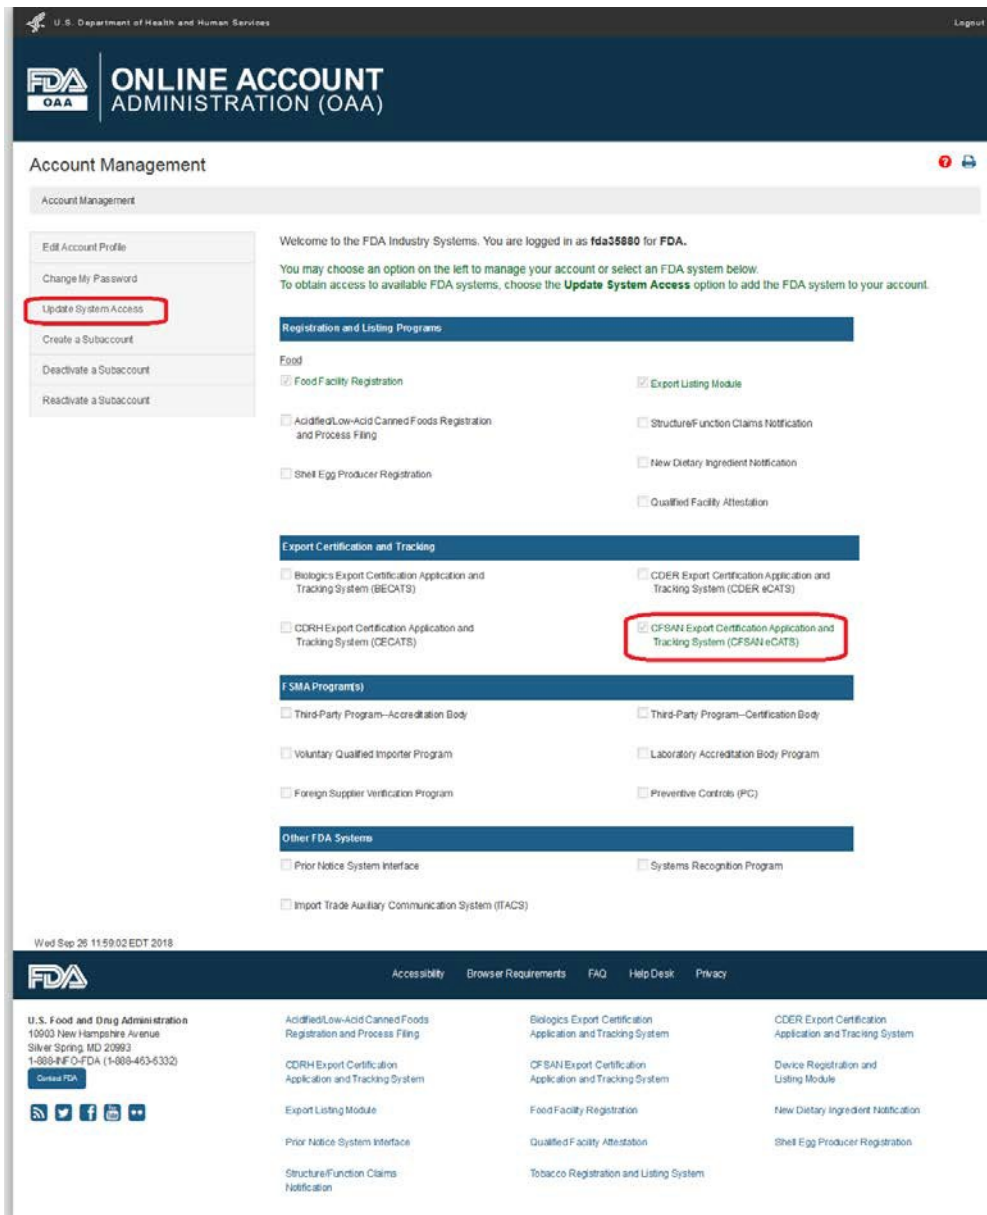 U.S. Department of Health and Human Services
Logout
FDA
OAA
ONLINE ACCOUNT
ADMINISTRATION (OAA)
Account Management
Account Management
Edit Account Profile
Change My Password
Update System Access
Create a Subaccount
Deactivate a Subaccount
Reactivate a Subaccount
Welcome to the FDA Industry Systems. You are logged in as fda35880 for FDA.
You may choose an option on the left to manage your account or select an FDA system below.
To obtain access to available FDA systems, choose the Update System Access option to add the FDA system to your account.
Registration and Listing Programs
Food
Food Facility Registration
Export Listing Module
Acidified/Low-Acid Canned Foods Registration
and Process Filing
Structure/Function Claims Notification
New Dietary Ingredient Notification
Shell Egg Producer Registration
Qualified Facility Attestation
Export Certification and Tracking
Biologics Export Certification Application and
Tracking System (BECATS)
CDER Export Certification Application and
Tracking System (CDER eCATS)
CDRH Export Certification Application and
Tracking System (CECATS)
CFSAN Export Certification Application and
Tracking System (CFSAN eCATS)
FSMA Program(s)
Third-Party Program--Accreditation Body
Third-Party Program--Certification Body
Voluntary Qualified Importer Program
Laboratory Accreditation Body Program
Foreign Supplier Verification Program
Preventive Controls (PC)
Other FDA Systems
Prior Notice System Interface
Systems Recognition Program
Import Trade Auxiliary Communication System (ITACS)
Wed Sep 26 11:59:02 EDT 2018
FDA
Accessiblity Browser Requirements FAQ Help Desk Privacy
U.S. Food and Drug Administration
10903 New Hampshire Avenue
Silver Spring, MD 20993
1-888-INFO-FDA (1-888-463-6332)
Contact FDA
Acidified/Low-Acid Canned Foods
Registration and Process Filing
Biologics Export Certification
Application and Tracking System
CDER Export Certification
Application and Tracking System
CDRH Export Certification
Application and Tracking System
CFSAN Export Certification
Application and Tracking System
Device Registration and
Listing Module
Export Listing Module
Food Facility Registration
New Dietary Ingredient Notification
Prior Notice System Interface
Qualified Facility Attestation
Shell Egg Producer Registration
Structure/Function Claims
Notification
Tobacco Registration and Listing System